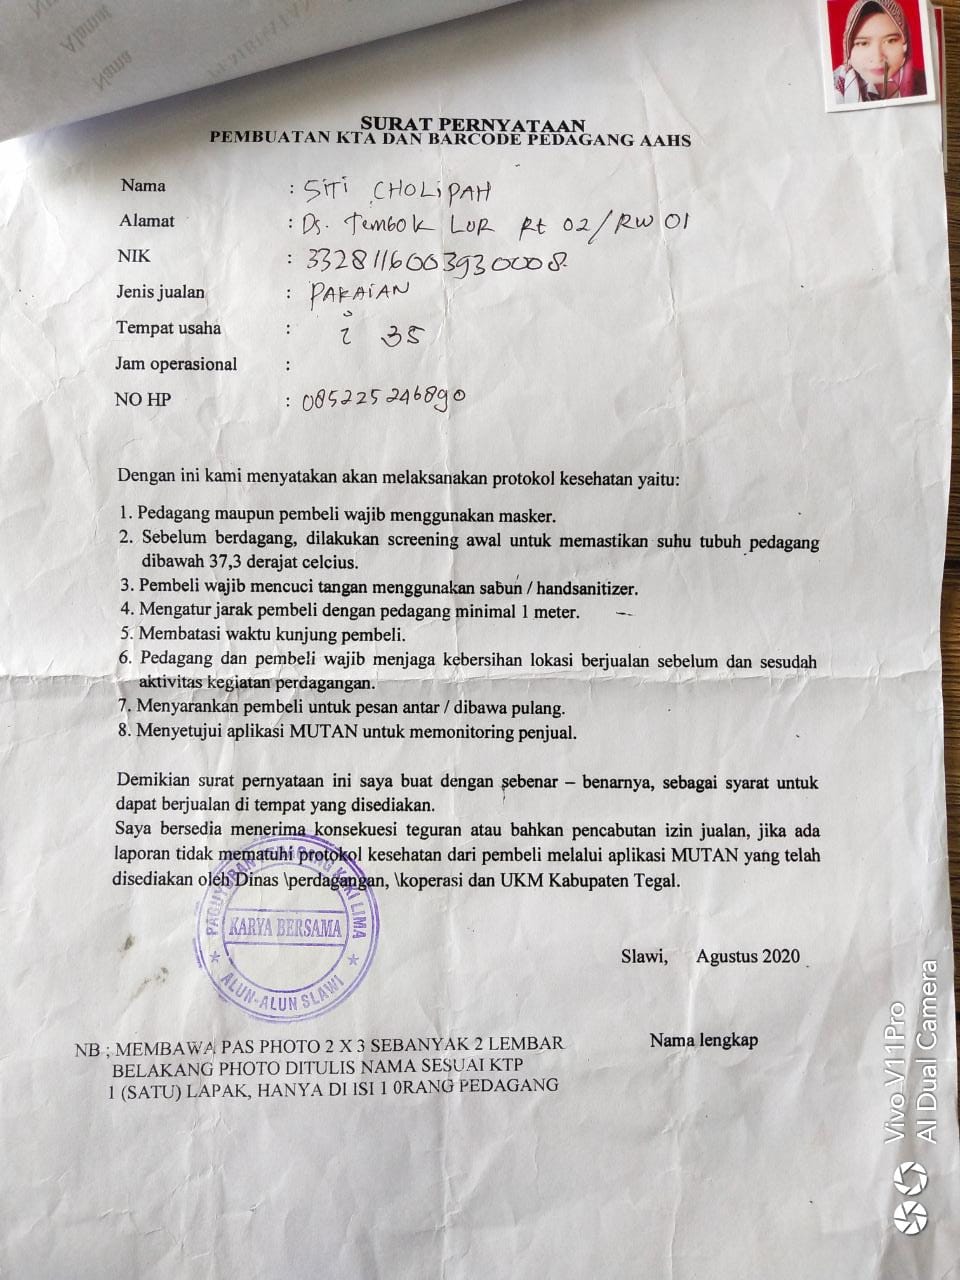 Nama
Alamat
SURAT PERNYATAAN
PEMBUATAN KTA DAN BARCODE PEDAGANG AAHS
Nama : SiTi CHOLiPAH
Alamat : Ds. Tembok LUR Rt 02/RW 01
NIK : 3328116003930008
Jenis jualan : PAKAiAN
Tempat usaha : i 35
Jam operasional :
NO HP : 085225246890
Dengan ini kami menyatakan akan melaksanakan protokol kesehatan yaitu:
1. Pedagang maupun pembeli wajib menggunakan masker.
2. Sebelum berdagang, dilakukan screening awal untuk memastikan suhu tubuh pedagang
dibawah 37,3 derajat celcius.
3. Pembeli wajib mencuci tangan menggunakan sabun / handsanitizer.
4. Mengatur jarak pembeli dengan pedagang minimal 1 meter.
5. Membatasi waktu kunjung pembeli.
6. Pedagang dan pembeli wajib menjaga kebersihan lokasi berjualan sebelum dan sesudah
aktivitas kegiatan perdagangan.
7. Menyarankan pembeli untuk pesan antar / dibawa pulang.
8. Menyetujui aplikasi MUTAN untuk memonitoring penjual.
Demikian surat pernyataan ini saya buat dengan sebenar – benarnya, sebagai syarat untuk
dapat berjualan di tempat yang disediakan.
Saya bersedia menerima konsekuesi teguran atau bahkan pencabutan izin jualan, jika ada
laporan tidak mematuhi protokol kesehatan dari pembeli melalui aplikasi MUTAN yang telah
disediakan oleh Dinas \perdagangan, \koperasi dan UKM Kabupaten Tegal.
PAGUYUBAN PEDAGANG KAKI LIMA
KARYA BERSAMA
ALUN-ALUN SLAWI
Slawi, Agustus 2020
Nama lengkap
NB ; MEMBAWA PAS PHOTO 2 X 3 SEBANYAK 2 LEMBAR
BELAKANG PHOTO DITULIS NAMA SESUAI KTP
1 (SATU) LAPAK, HANYA DI ISI 1 0RANG PEDAGANG
Vivo V11Pro
AI Dual Camera